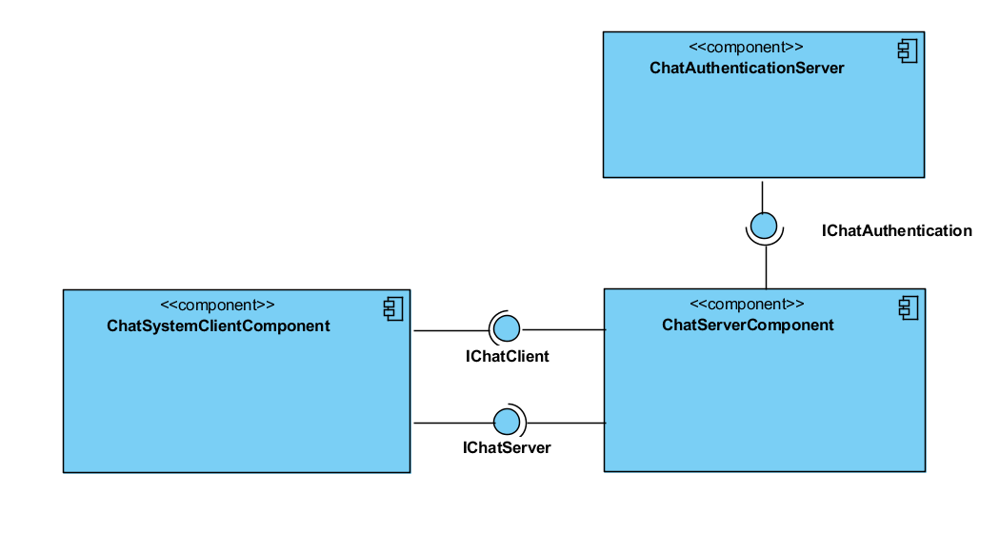 <<component>>
ChatAuthenticationServer
IChatAuthentication
<<component>>
ChatSystemClientComponent
<<component>>
ChatServerComponent
IChatClient
IChatServer